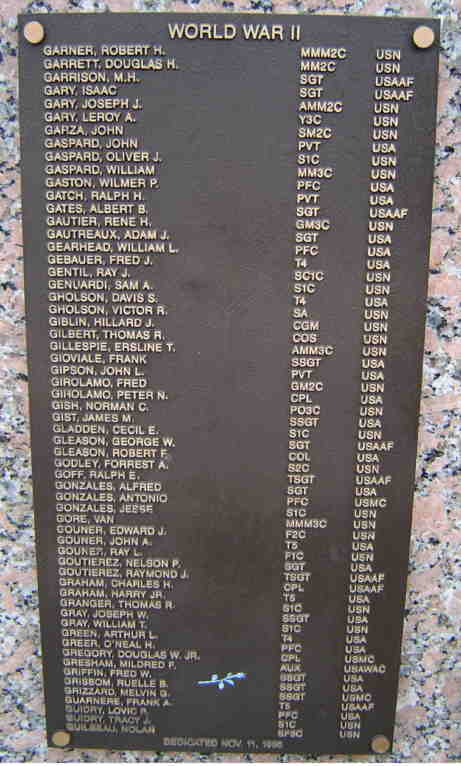 WORLD WAR II
GARNER, ROBERT H. MMM2C USN
GARRETT, DOUGLAS H. MM2C USN
GARRISON, M.H. SGT USAAF
GARY, ISAAC SGT USAAF
GARY, JOSEPH J. AMM2C USN
GARY, LEROY A. Y3C USN
GARZA, JOHN SM2C USN
GASPARD, JOHN PVT USA
GASPARD, OLIVER J. S1C USN
GASPARD, WILLIAM MM3C USN
GASTON, WILMER P. PFC USA
GATCH, RALPH H. PVT USA
GATES, ALBERT B. SGT USAAF
GAUTIER, RENE H. GM3C USN
GAUTREAUX, ADAM J. SGT USA
GEARHEAD, WILLIAM L. PFC USA
GEBAUER, FRED J. T4 USA
GENTIL, RAY J. SC1C USN
GENUARDI, SAM A. S1C USN
GHOLSON, DAVIS S. T4 USA
GHOLSON, VICTOR R. SA USN
GIBLIN, HILLARD J. CGM USN
GILBERT, THOMAS R. COS USN
GILLESPIE, ERSLINE T. AMM3C USN
GIOVIALE, FRANK SSGT USA
GIPSON, JOHN L. PVT USA
GIROLAMO, FRED GM2C USN
GIROLAMO, PETER N. CPL USA
GISH, NORMAN C. PO3C USN
GIST, JAMES M. SSGT USA
GLADDEN, CECIL E. S1C USN
GLEASON, GEORGE W. SGT USAAF
GLEASON, ROBERT F. COL USA
GODLEY, FORREST A. S2C USN
GOFF, RALPH E. TSGT USAAF
GONZALES, ALFRED SGT USA
GONZALES, ANTONIO PFC USMC
GONZALES, JESSE S1C USN
GORE, VAN MMM3C USN
GOUNER, EDWARD J. F2C USN
GOUNER, JOHN A. T5 USA
GOUNER, RAY L. F1C USN
GOUTIEREZ, NELSON P. SGT USA
GOUTIEREZ, RAYMOND J. TSGT USAAF
GRAHAM, CHARLES H. CPL USAAF
GRAHAM, HARRY JR. T5 USA
GRANGER, THOMAS R. S1C USN
GRAY, JOSEPH W. SSGT USA
GRAY, WILLIAM T. S1C USN
GREEN, ARTHUR L. T4 USA
GREER, O'NEAL H. PFC USA
GREGORY, DOUGLAS W. JR. CPL USMC
GRESHAM, MILDRED F. AUX USAWAC
GRIFFIN, FRED W. SSGT USA
GRISSOM, RUELLE B. SSGT USA
GRIZZARD, MELVIN G. SGT USMC
GUARNERE, FRANK A. T5 USAAF
GUIDRY, LOVIC P. PFC USA
GUIDRY, TRACY J. S1C USN
GUILBEAU, NOLAN SF3C USN
DEDICATED NOV. 11,